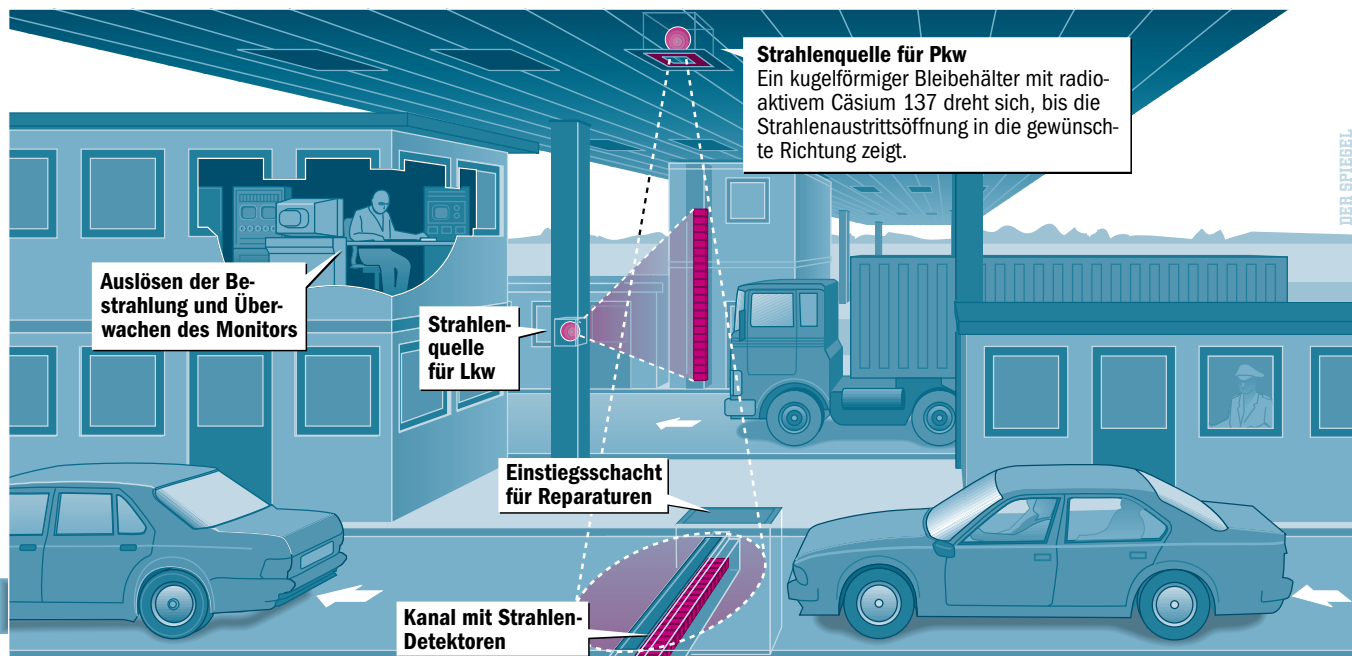 Strahlenquelle für Pkw
Ein kugelförmiger Bleibehälter mit radio-
aktivem Cäsium 137 dreht sich, bis die
Strahlenaustrittsöffnung in die gewünsch-
te Richtung zeigt.
DER SPIEGEL
Auslösen der Be-
strahlung und Über-
wachen des Monitors
Strahlen-
quelle
für Lkw
Einstiegsschacht
für Reparaturen
Kanal mit Strahlen-
Detektoren